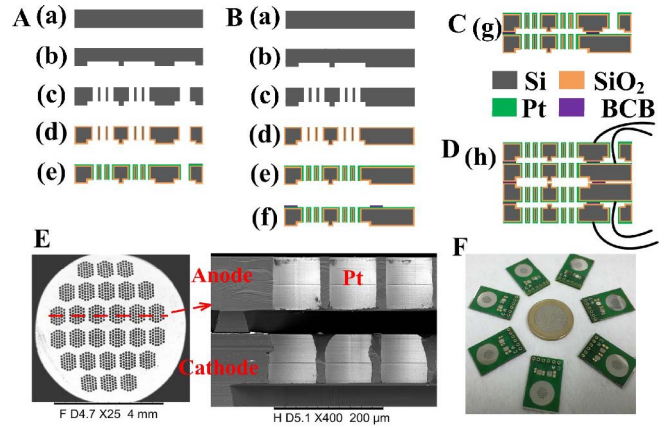 A (a) B (a) C (g)
(b) (b)
Si SiO2
(c) (c)
Pt BCB
(d) (d)
D (h)
(e) (e)
(f)
E
Anode Pt
F
Cathode
F D4.7 X25 4 mm
H D5.1 X400 200 µm